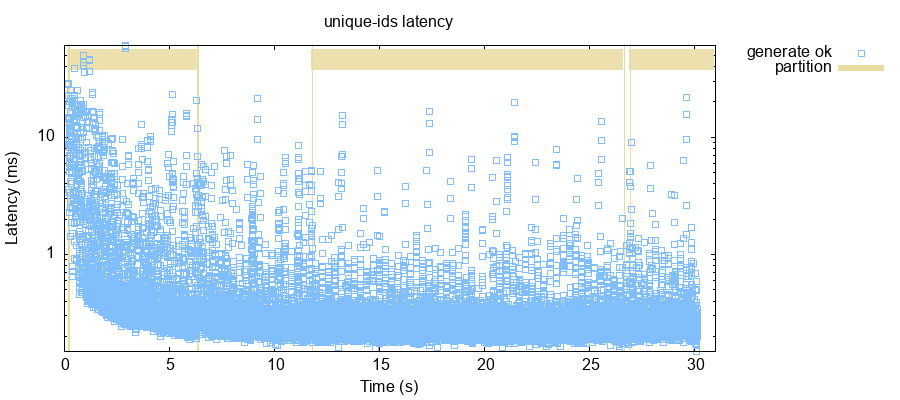 unique-ids latency
generate ok
partition
10
1
Latency (ms)
0 5 10 15 20 25 30
Time (s)